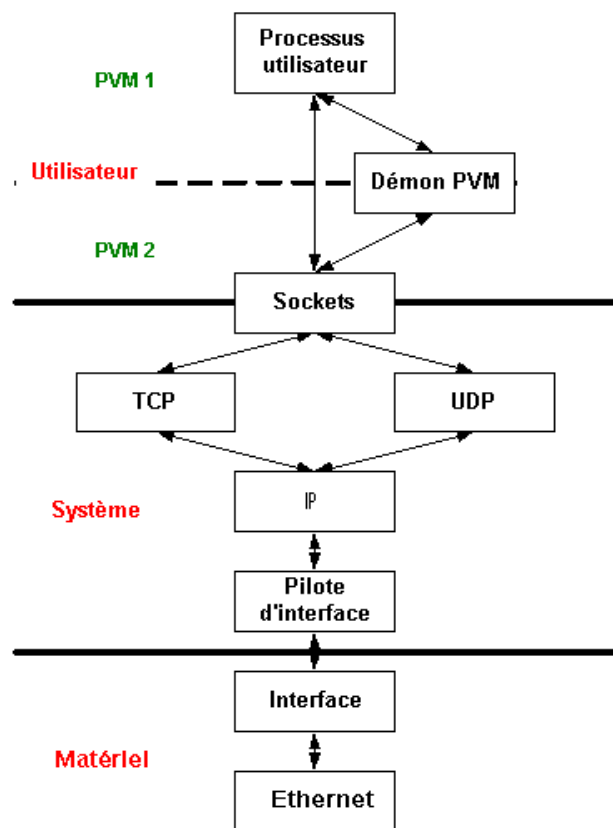 Processus
utilisateur
PVM 1
Utilisateur
Démon PVM
PVM 2
Sockets
TCP
UDP
IP
Système
Pilote
d'interface
Interface
Matériel
Ethernet